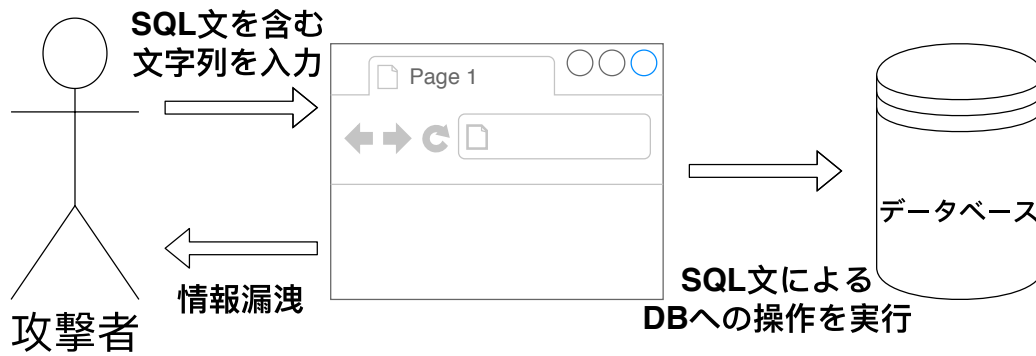 SQL文を含む
文字列を入力
Page 1
データベース
情報漏洩
SQL文による
DBへの操作を実行
攻撃者